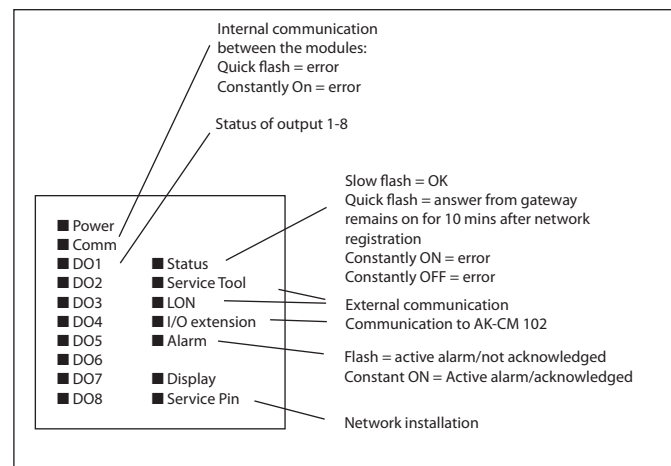 Internal communication
between the modules:
Quick flash = error
Constantly On = error
Status of output 1-8
Slow flash = OK
Quick flash = answer from gateway
remains on for 10 mins after network
registration
Constantly ON = error
Constantly OFF = error
External communication
Communication to AK-CM 102
Flash = active alarm/not acknowledged
Constant ON = Active alarm/acknowledged
Network installation
■ Power
■ Comm
■ DO1
■ DO2
■ DO3
■ DO4
■ DO5
■ DO6
■ DO7
■ DO8
■ Status
■ Service Tool
■ LON
■ I/O extension
■ Alarm
■ Display
■ Service Pin